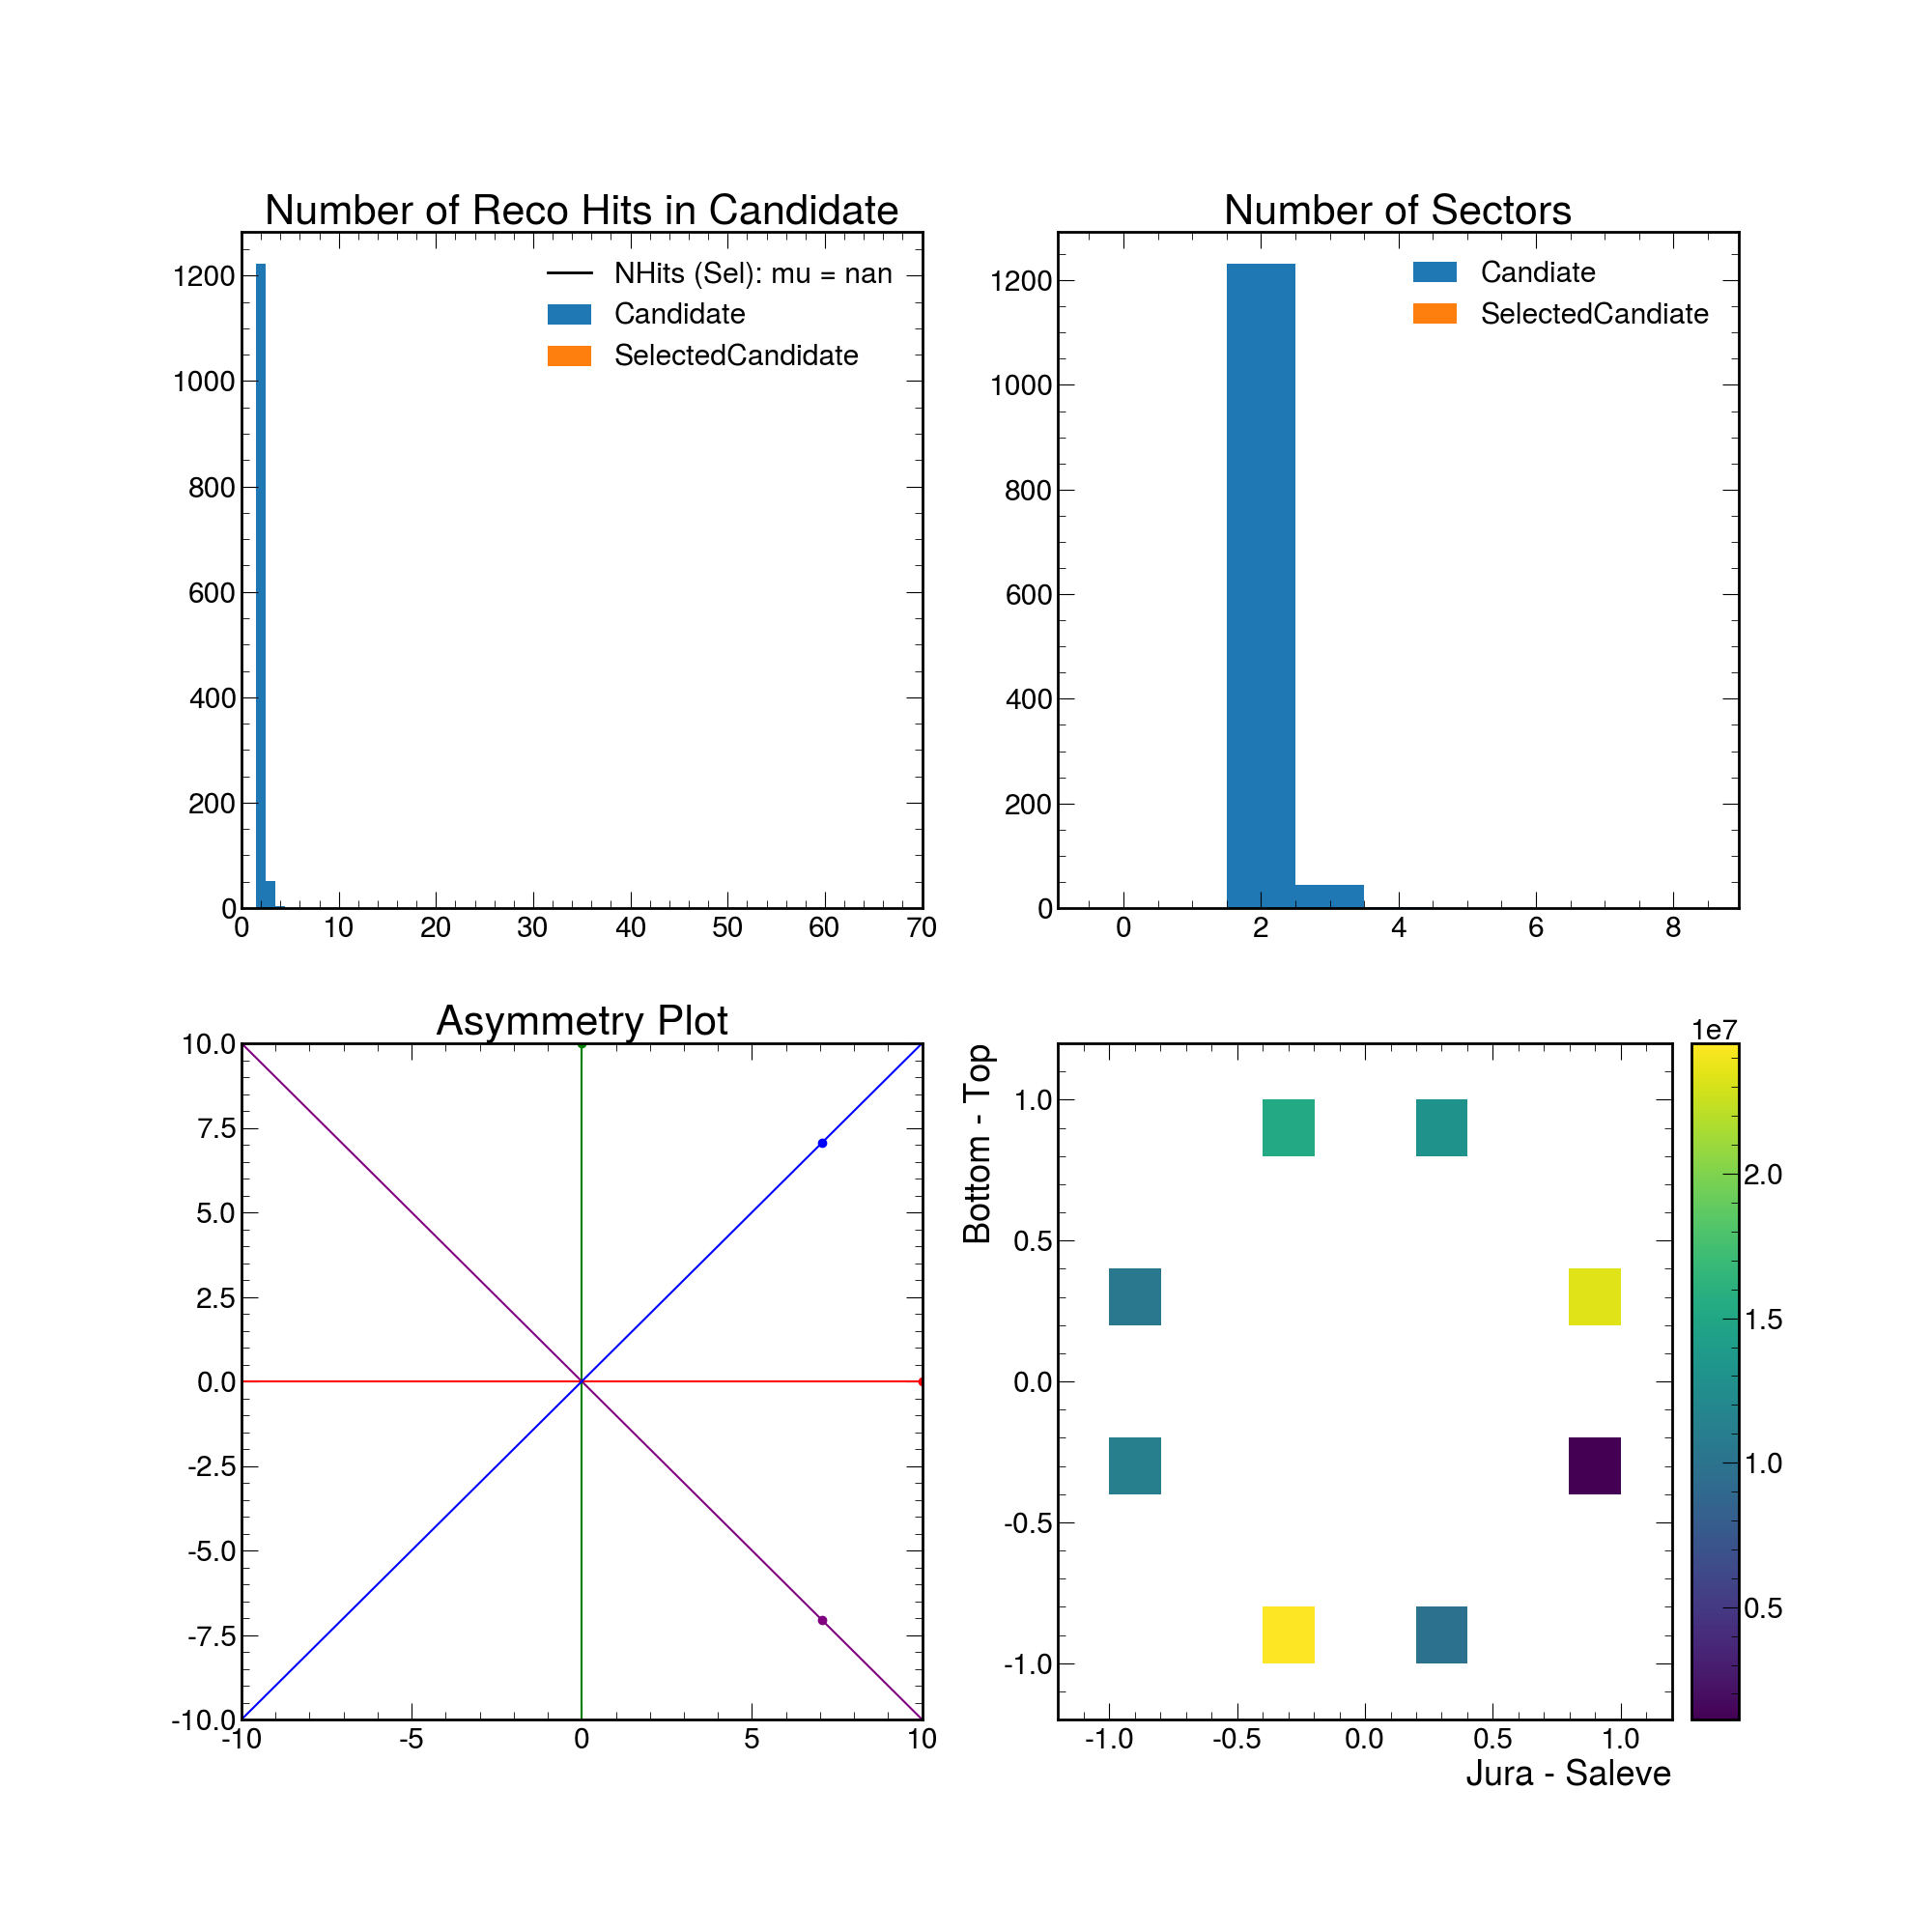 Number of Reco Hits in Candidate
1200
1000
800
600
400
200
0
NHits (Sel): mu = nan
Candidate
SelectedCandidate
0 10 20 30 40 50 60 70
Number of Sectors
1200
1000
800
600
400
200
0
Candiate
SelectedCandiate
0 2 4 6 8
Asymmetry Plot
10.0
7.5
5.0
2.5
0.0
-2.5
-5.0
-7.5
-10.0
-10 -5 0 5 10
Bottom - Top
1.0
0.5
0.0
-0.5
-1.0
-1.0 -0.5 0.0 0.5 1.0
Jura - Saleve
1e7
2.0
1.5
1.0
0.5